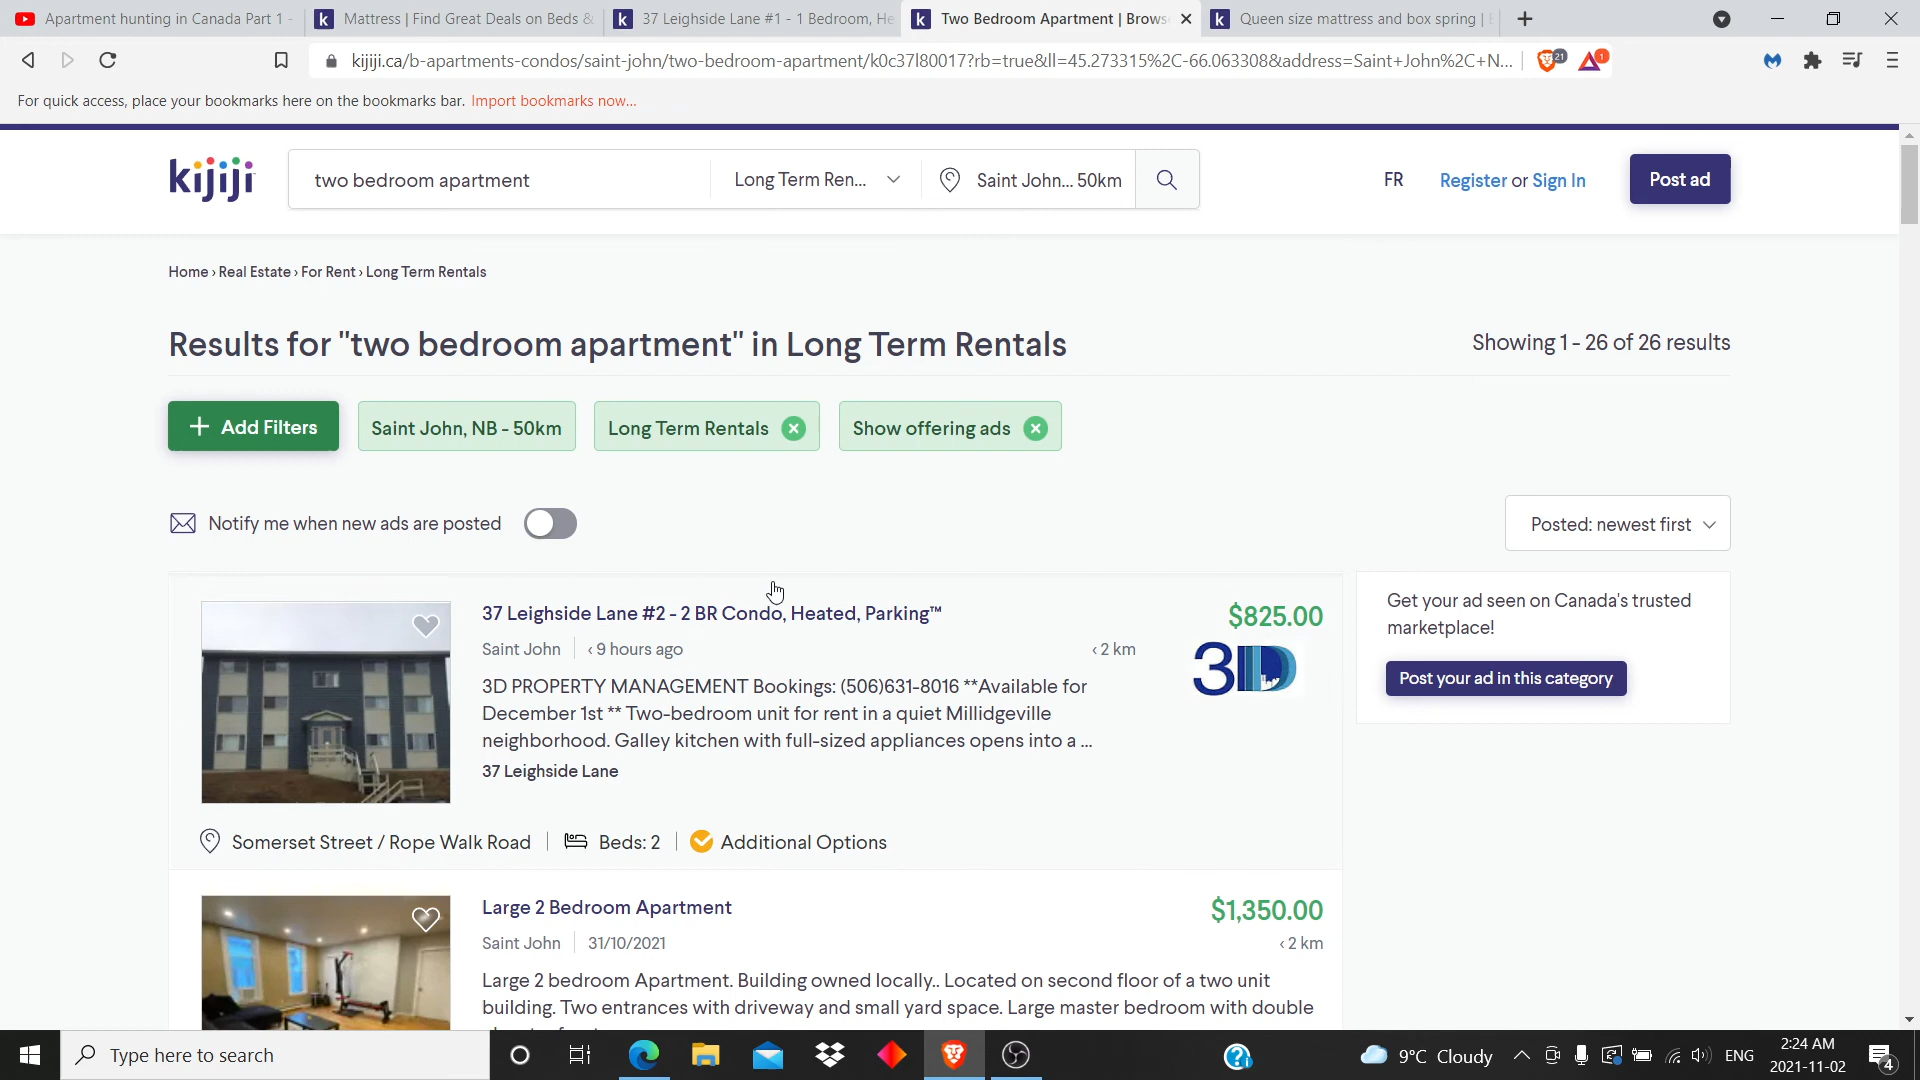 Apartment hunting in Canada Part 1 -
Mattress | Find Great Deals on Beds &
37 Leighside Lane #1 - 1 Bedroom, He
Two Bedroom Apartment | Brows
Queen size mattress and box spring |
kijiji.ca/b-apartments-condos/saint-john/two-bedroom-apartment/k0c37l80017?rb=true&ll=45.273315%2C-66.063308&address=Saint+John%2C+N...
21
1
For quick access, place your bookmarks here on the bookmarks bar. Import bookmarks now...
kijiji
two bedroom apartment
Long Term Ren...
Saint John... 50km
FR
Register or Sign In
Post ad
Home › Real Estate › For Rent › Long Term Rentals
Results for "two bedroom apartment" in Long Term Rentals
Showing 1 - 26 of 26 results
+ Add Filters
Saint John, NB - 50km
Long Term Rentals
Show offering ads
Notify me when new ads are posted
Posted: newest first
37 Leighside Lane #2 - 2 BR Condo, Heated, Parking™
$825.00
Saint John
< 9 hours ago
< 2 km
3D
3D PROPERTY MANAGEMENT Bookings: (506)631-8016 **Available for
December 1st ** Two-bedroom unit for rent in a quiet Millidgeville
neighborhood. Galley kitchen with full-sized appliances opens into a ...
37 Leighside Lane
Somerset Street / Rope Walk Road
Beds: 2
Additional Options
Get your ad seen on Canada's trusted
marketplace!
Post your ad in this category
Large 2 Bedroom Apartment
$1,350.00
Saint John
31/10/2021
< 2 km
Large 2 bedroom Apartment. Building owned locally.. Located on second floor of a two unit
building. Two entrances with driveway and small yard space. Large master bedroom with double
Type here to search
9°C Cloudy
ENG
2:24 AM
2021-11-02
4